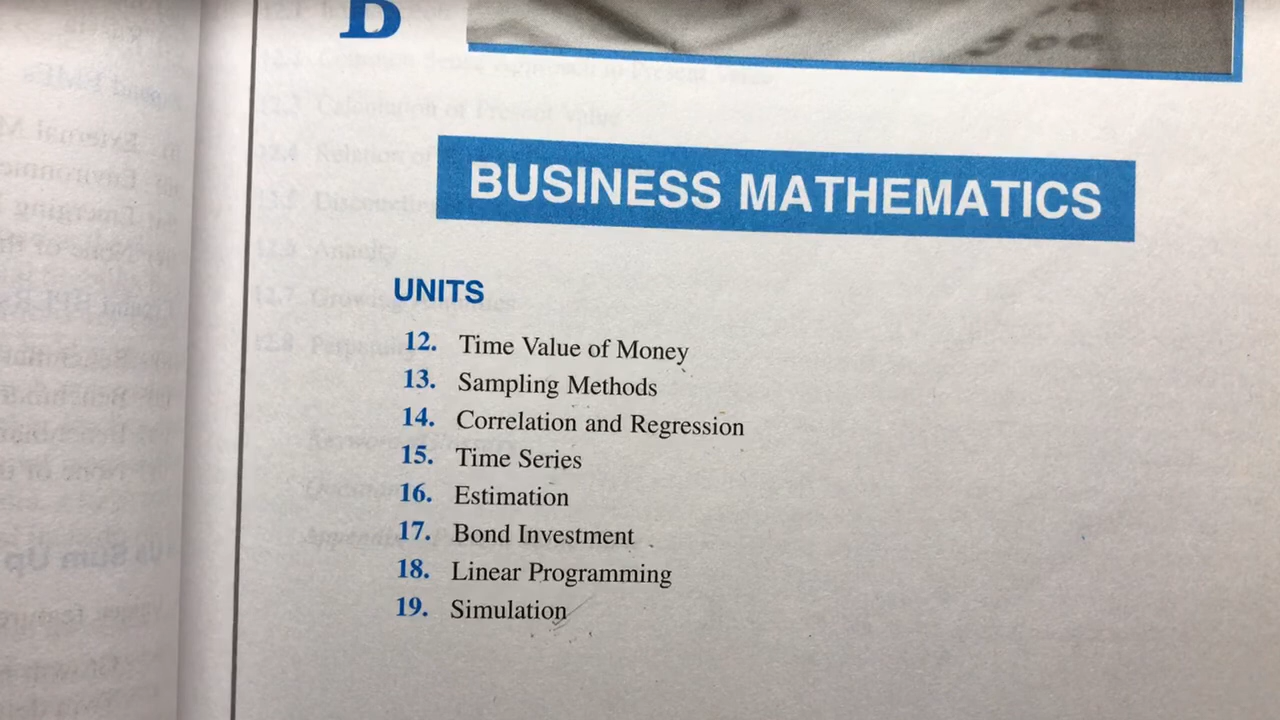 B
BUSINESS MATHEMATICS
UNITS
12. Time Value of Money
13. Sampling Methods
14. Correlation and Regression
15. Time Series
16. Estimation
17. Bond Investment
18. Linear Programming
19. Simulation